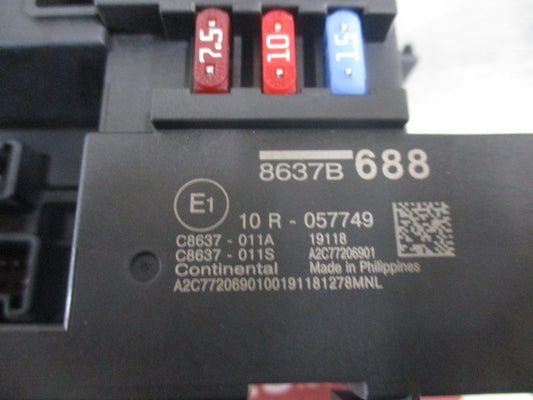 7.5 10 15
8637B 688
E1 10 R - 057749
C8637 - 011A 19118
C8637 - 011S A2C77206901
Continental Made in Philippines
A2C7720690100191181278MNL